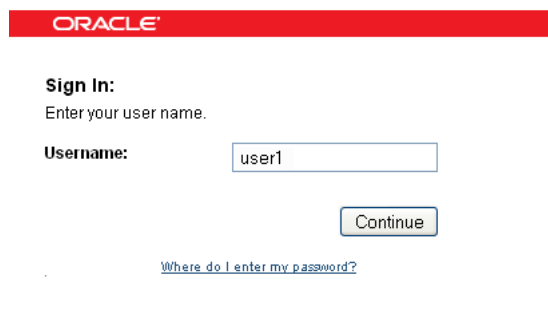 ORACLE
Sign In:
Enter your user name.
Username:
user1
Continue
Where do I enter my password?